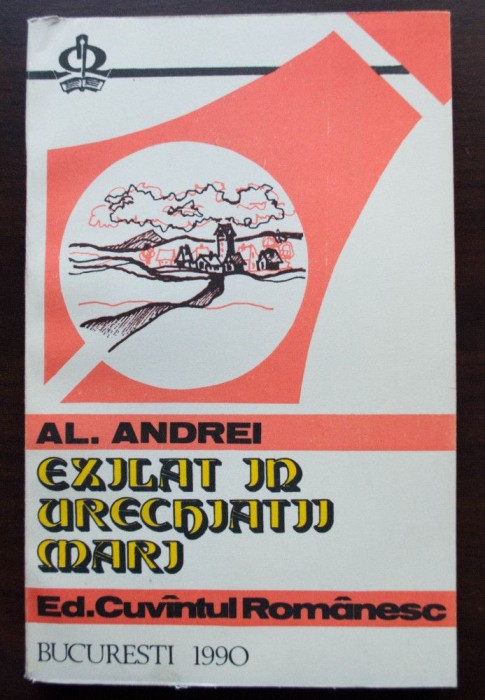 AL. ANDREI
EXILAT IN
URECHIATII
MARI
Ed.Cuvîntul Românesc
BUCURESTI 1990